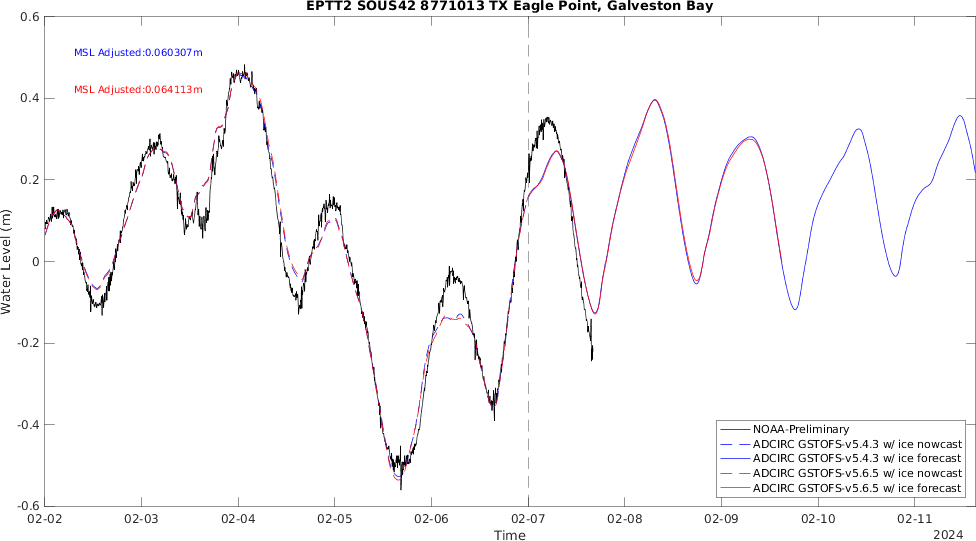 EPTT2 SOUS42 8771013 TX Eagle Point, Galveston Bay
Water Level (m)
0.6
0.4
0.2
0
-0.2
-0.4
-0.6
MSL Adjusted:0.060307m
MSL Adjusted:0.064113m
NOAA-Preliminary
ADCIRC GSTOFS-v5.4.3 w/ ice nowcast
ADCIRC GSTOFS-v5.4.3 w/ ice forecast
ADCIRC GSTOFS-v5.6.5 w/ ice nowcast
ADCIRC GSTOFS-v5.6.5 w/ ice forecast
02-02 02-03 02-04 02-05 02-06 02-07 02-08 02-09 02-10 02-11
Time
2024